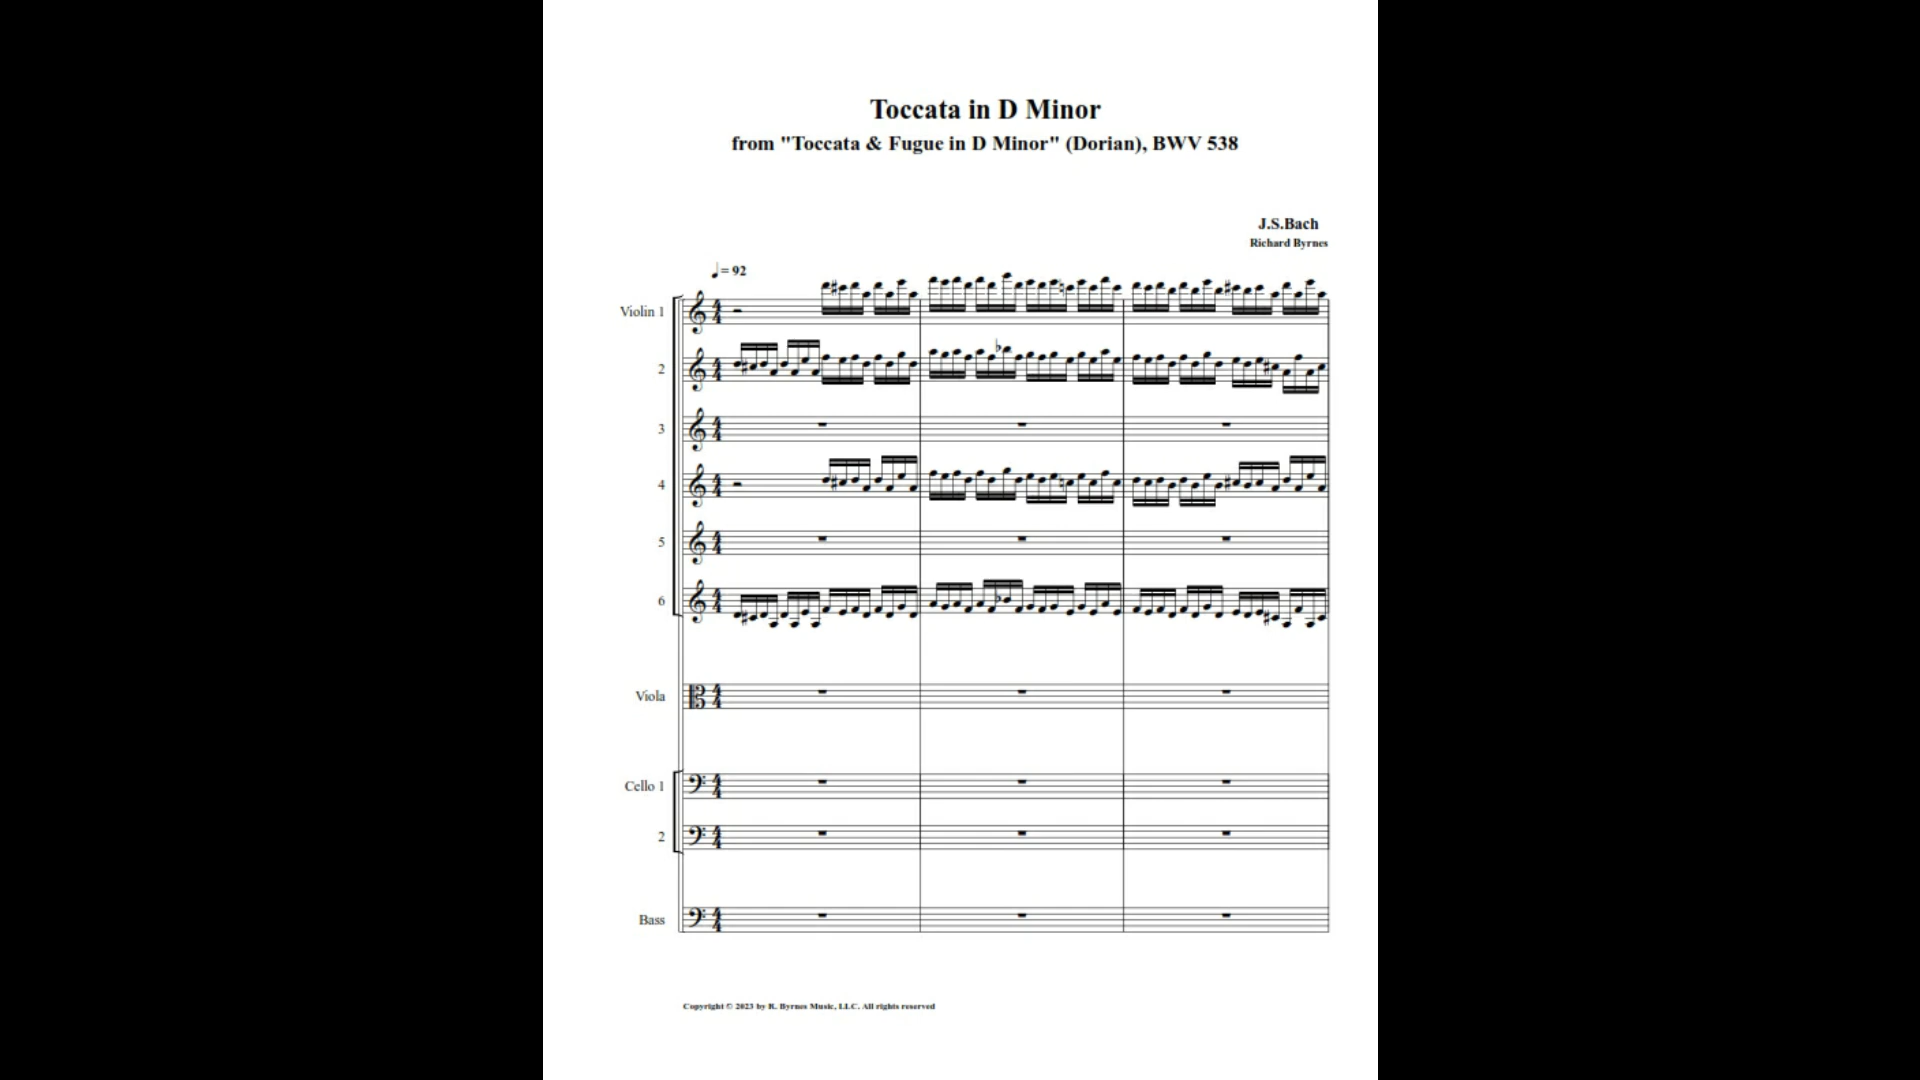 Toccata in D Minor
from "Toccata & Fugue in D Minor" (Dorian), BWV 538
J.S.Bach
Richard Byrnes
♩= 92
Violin 1
2
3
4
5
6
Viola
Cello 1
2
Bass
Copyright © 2023 by R. Byrnes Music, LLC. All rights reserved